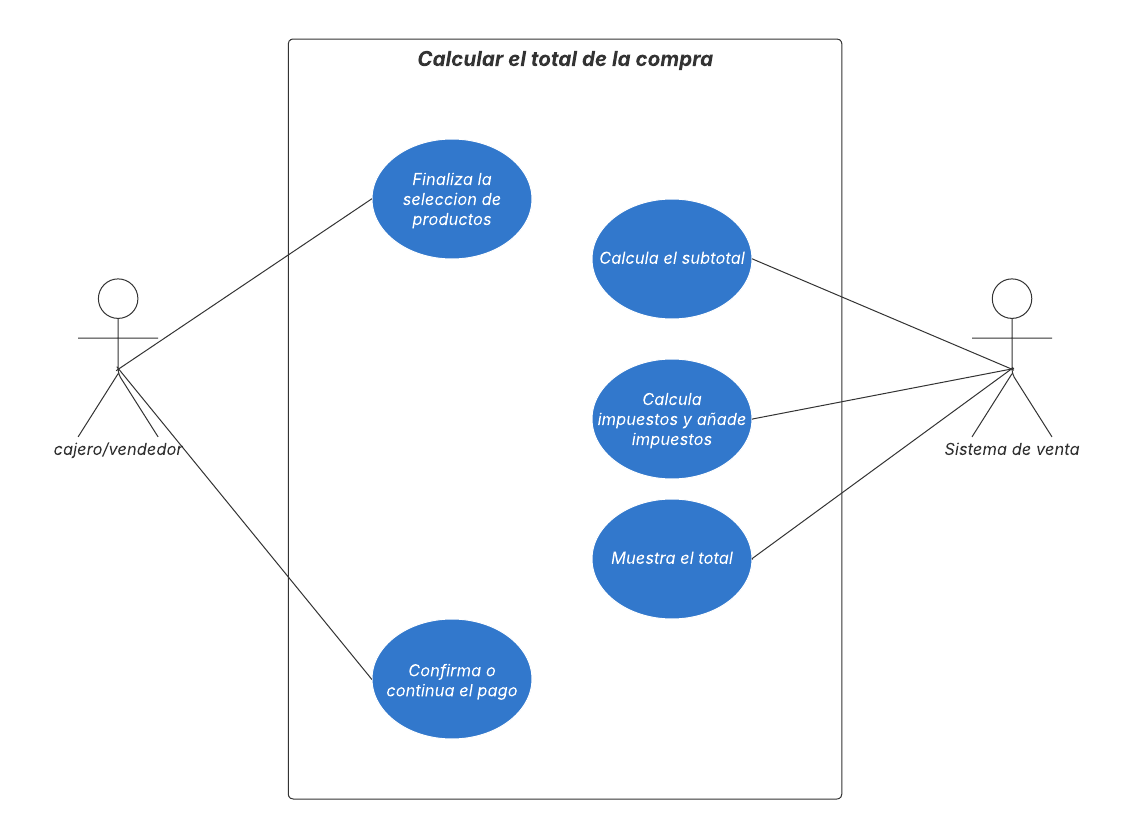 Calcular el total de la compra
Finaliza la
seleccion de
productos
Calcula el subtotal
Calcula
impuestos y añade
impuestos
cajero/vendedor
Sistema de venta
Muestra el total
Confirma o
continua el pago